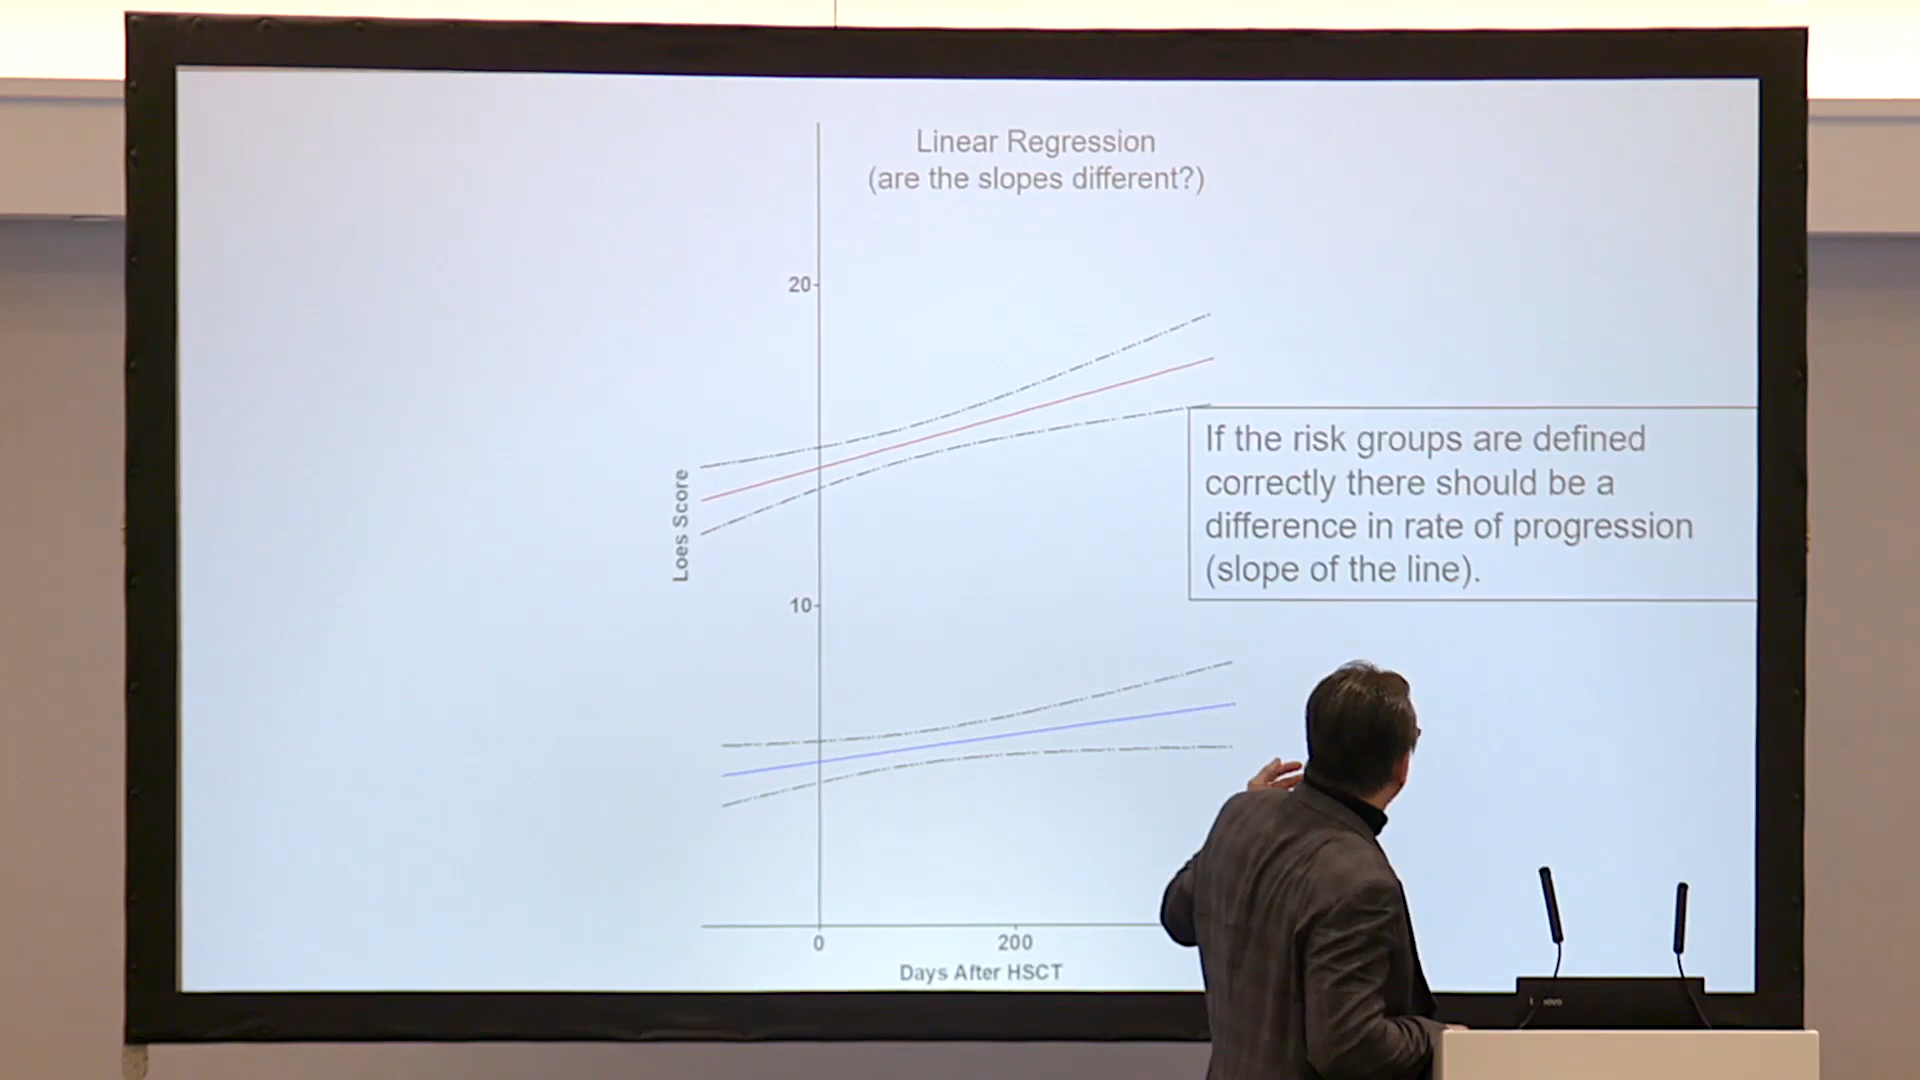 Linear Regression
(are the slopes different?)
20
Loes Score
10
If the risk groups are defined
correctly there should be a
difference in rate of progression
(slope of the line).
0
200
Days After HSCT